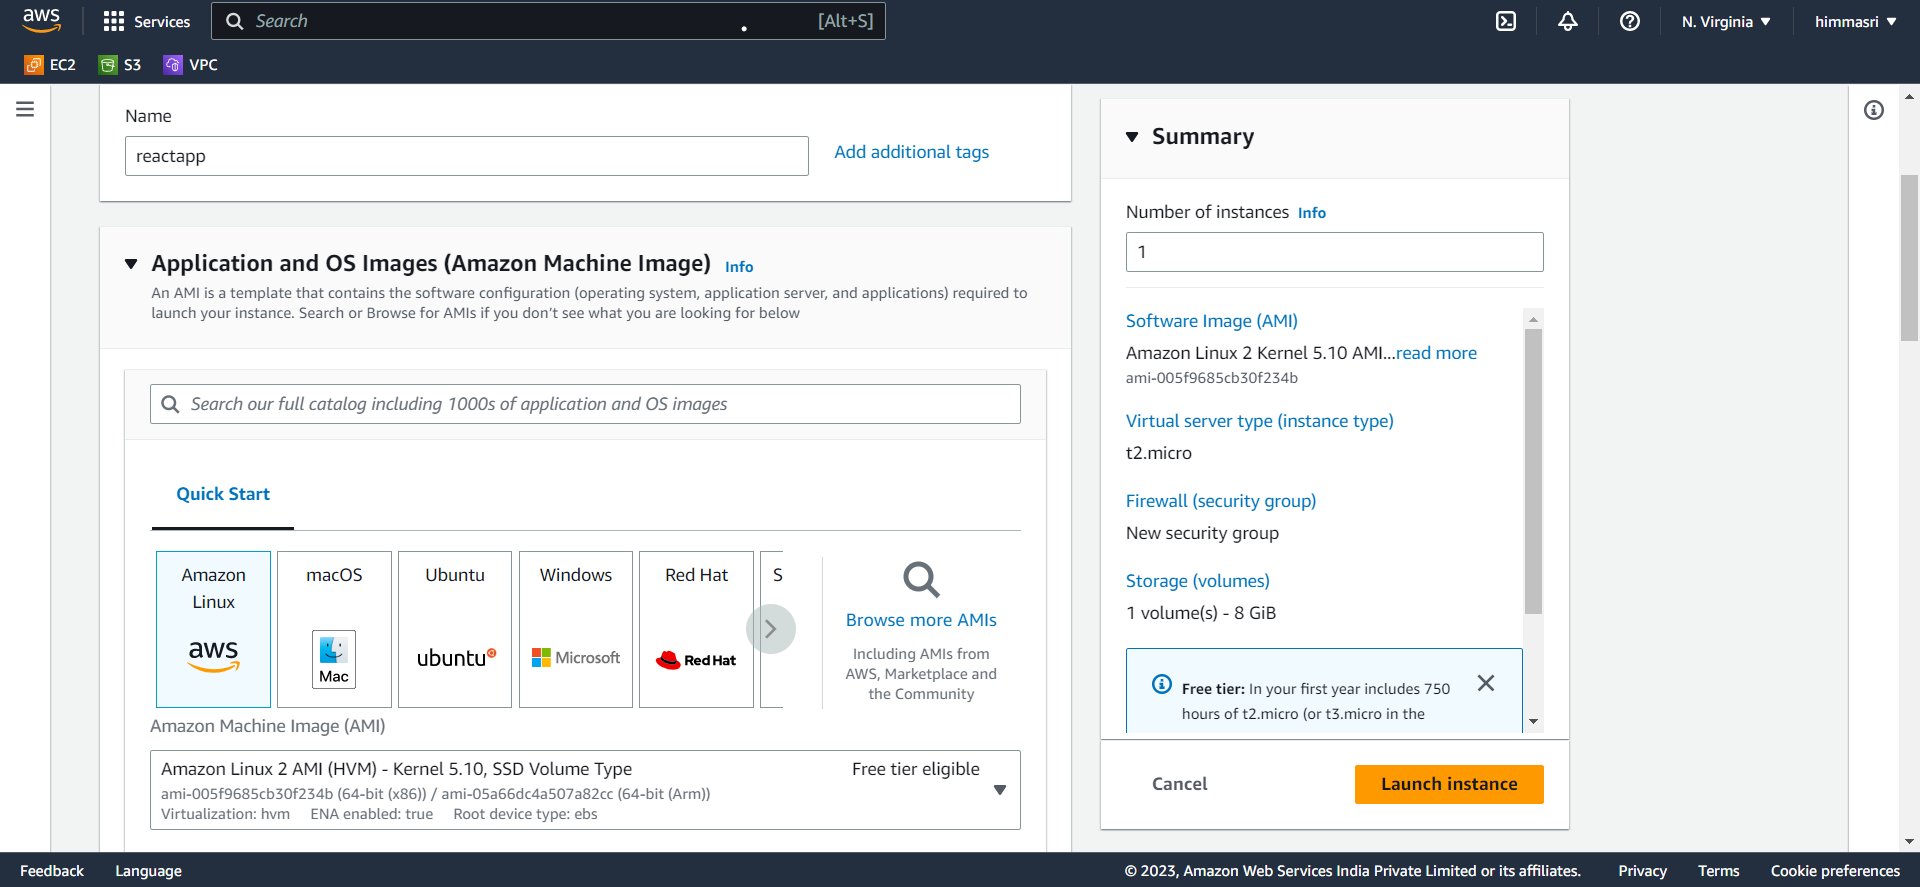 aws
Services
Search
[Alt+S]
N. Virginia
himmasri
EC2
S3
VPC
Name
reactapp
Add additional tags
Application and OS Images (Amazon Machine Image) Info
An AMI is a template that contains the software configuration (operating system, application server, and applications) required to
launch your instance. Search or Browse for AMIs if you don't see what you are looking for below
Search our full catalog including 1000s of application and OS images
Quick Start
Amazon
Linux
aws
macOS
Mac
Ubuntu
ubuntu
Windows
Microsoft
Red Hat
Red Hat
S
Browse more AMIs
Including AMIs from
AWS, Marketplace and
the Community
Amazon Machine Image (AMI)
Amazon Linux 2 AMI (HVM) - Kernel 5.10, SSD Volume Type
Free tier eligible
ami-005f9685cb30f234b (64-bit (x86)) / ami-05a66dc4a507a82cc (64-bit (Arm))
Virtualization: hvm ENA enabled: true Root device type: ebs
Summary
Number of instances Info
1
Software Image (AMI)
Amazon Linux 2 Kernel 5.10 AMI...read more
ami-005f9685cb30f234b
Virtual server type (instance type)
t2.micro
Firewall (security group)
New security group
Storage (volumes)
1 volume(s) - 8 GiB
Free tier: In your first year includes 750
hours of t2.micro (or t3.micro in the
Cancel
Launch instance
Feedback
Language
© 2023, Amazon Web Services India Private Limited or its affiliates.
Privacy
Terms
Cookie preferences